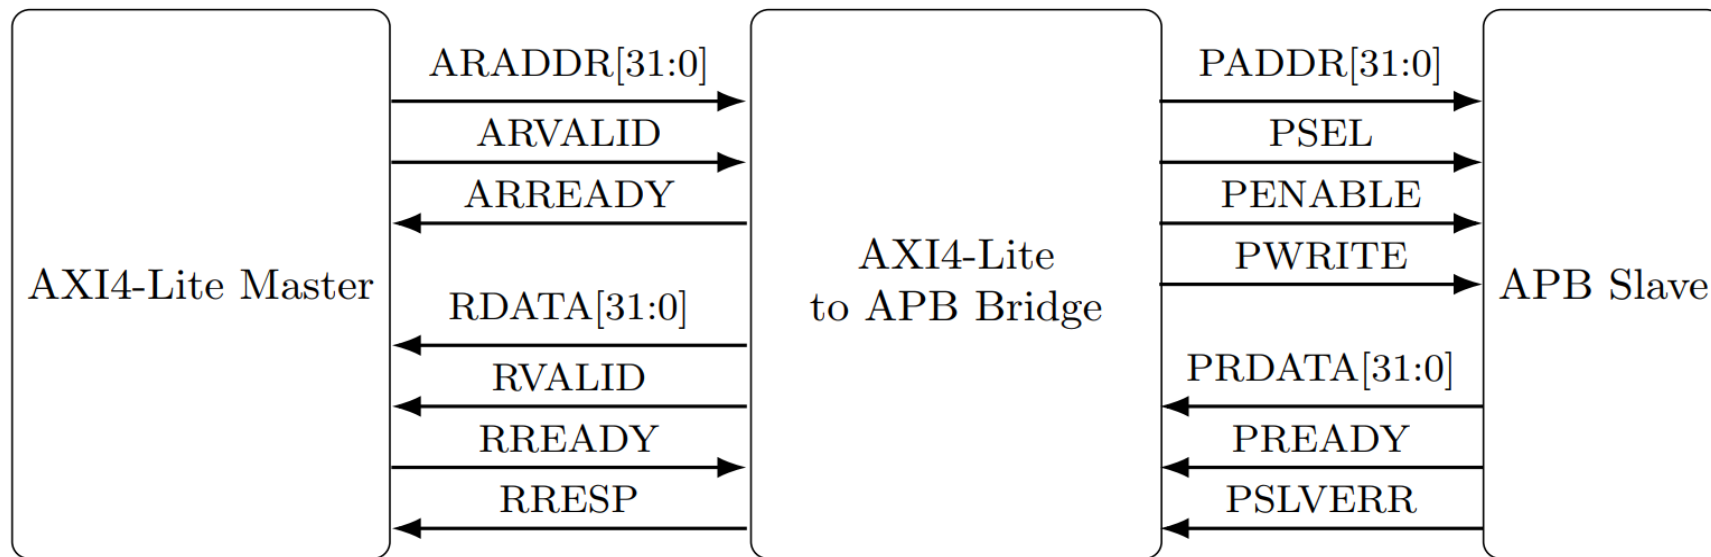 AXI4-Lite Master
ARADDR[31:0]
ARVALID
ARREADY
RDATA[31:0]
RVALID
RREADY
RRESP
AXI4-Lite
to APB Bridge
PADDR[31:0]
PSEL
PENABLE
PWRITE
PRDATA[31:0]
PREADY
PSLVERR
APB Slave